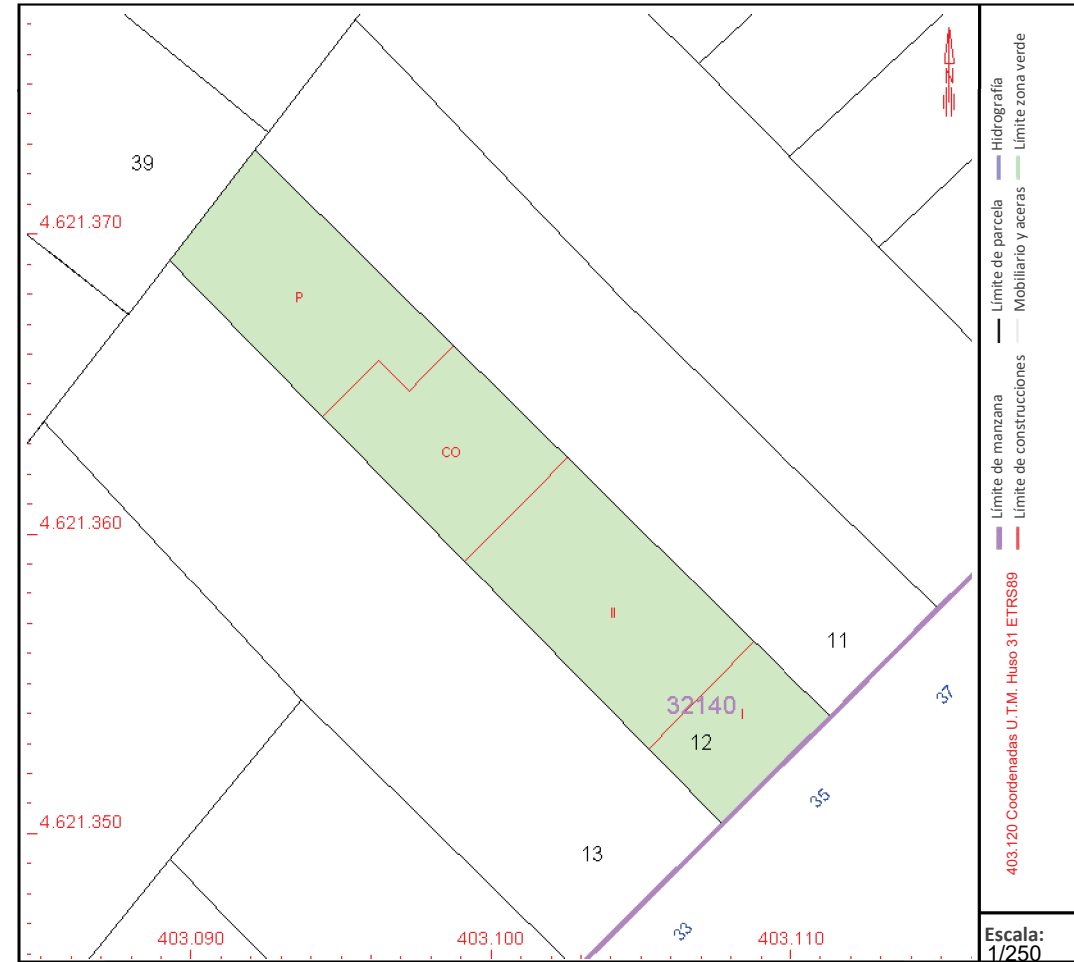 39
4.621.370
P
CO
4.621.360
II
11
37
32140
I
12
35
4.621.350
13
33
403.090
403.100
403.110
N
Hidrografía
Límite zona verde
Límite de parcela
Mobiliario y aceras
Límite de manzana
Límite de construcciones
403.120 Coordenadas U.T.M. Huso 31 ETRS89
Escala:
1/250